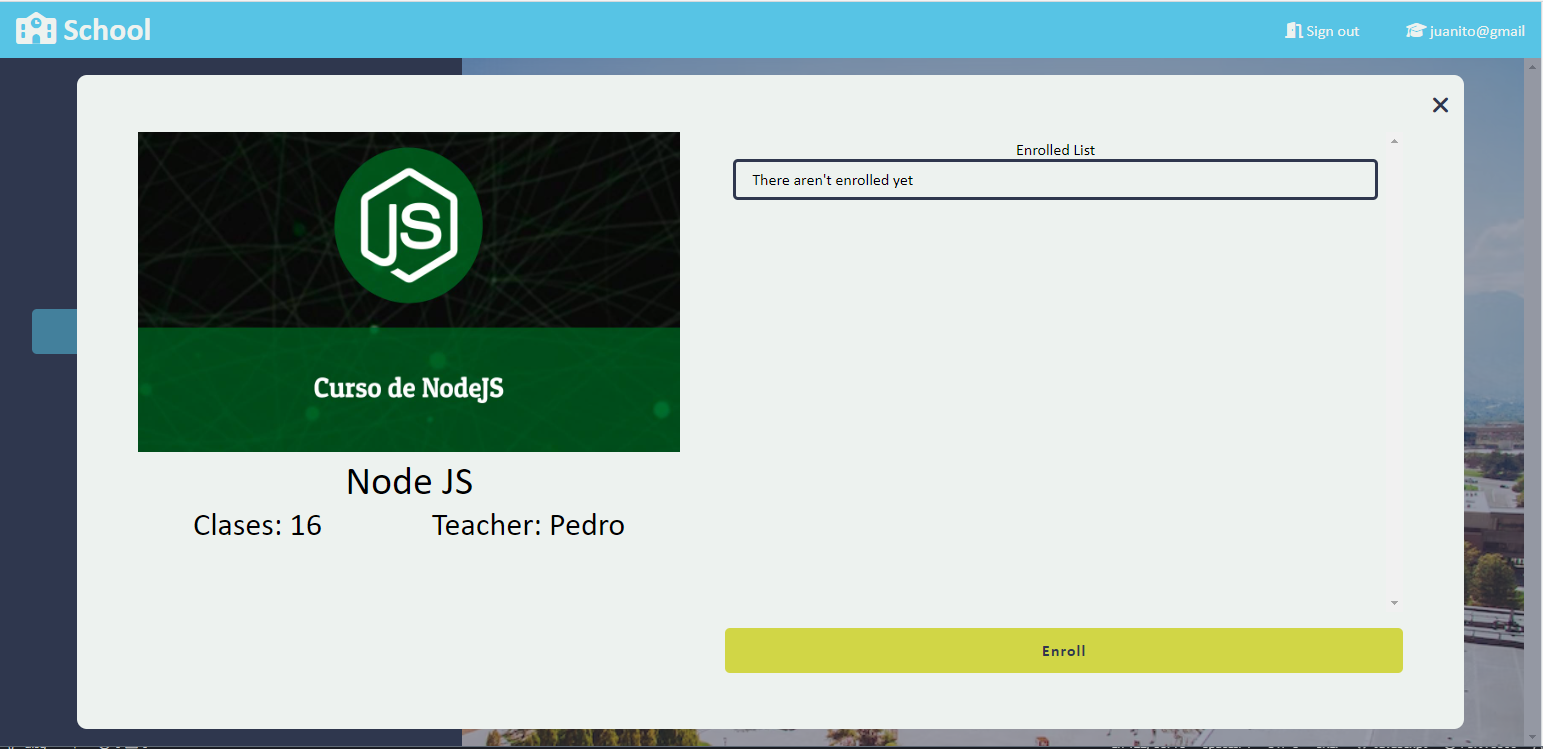 School
Sign out
juanito@gmail
Enrolled List
There aren't enrolled yet
JS
Curso de NodeJS
Node JS
Clases: 16
Teacher: Pedro
Enroll